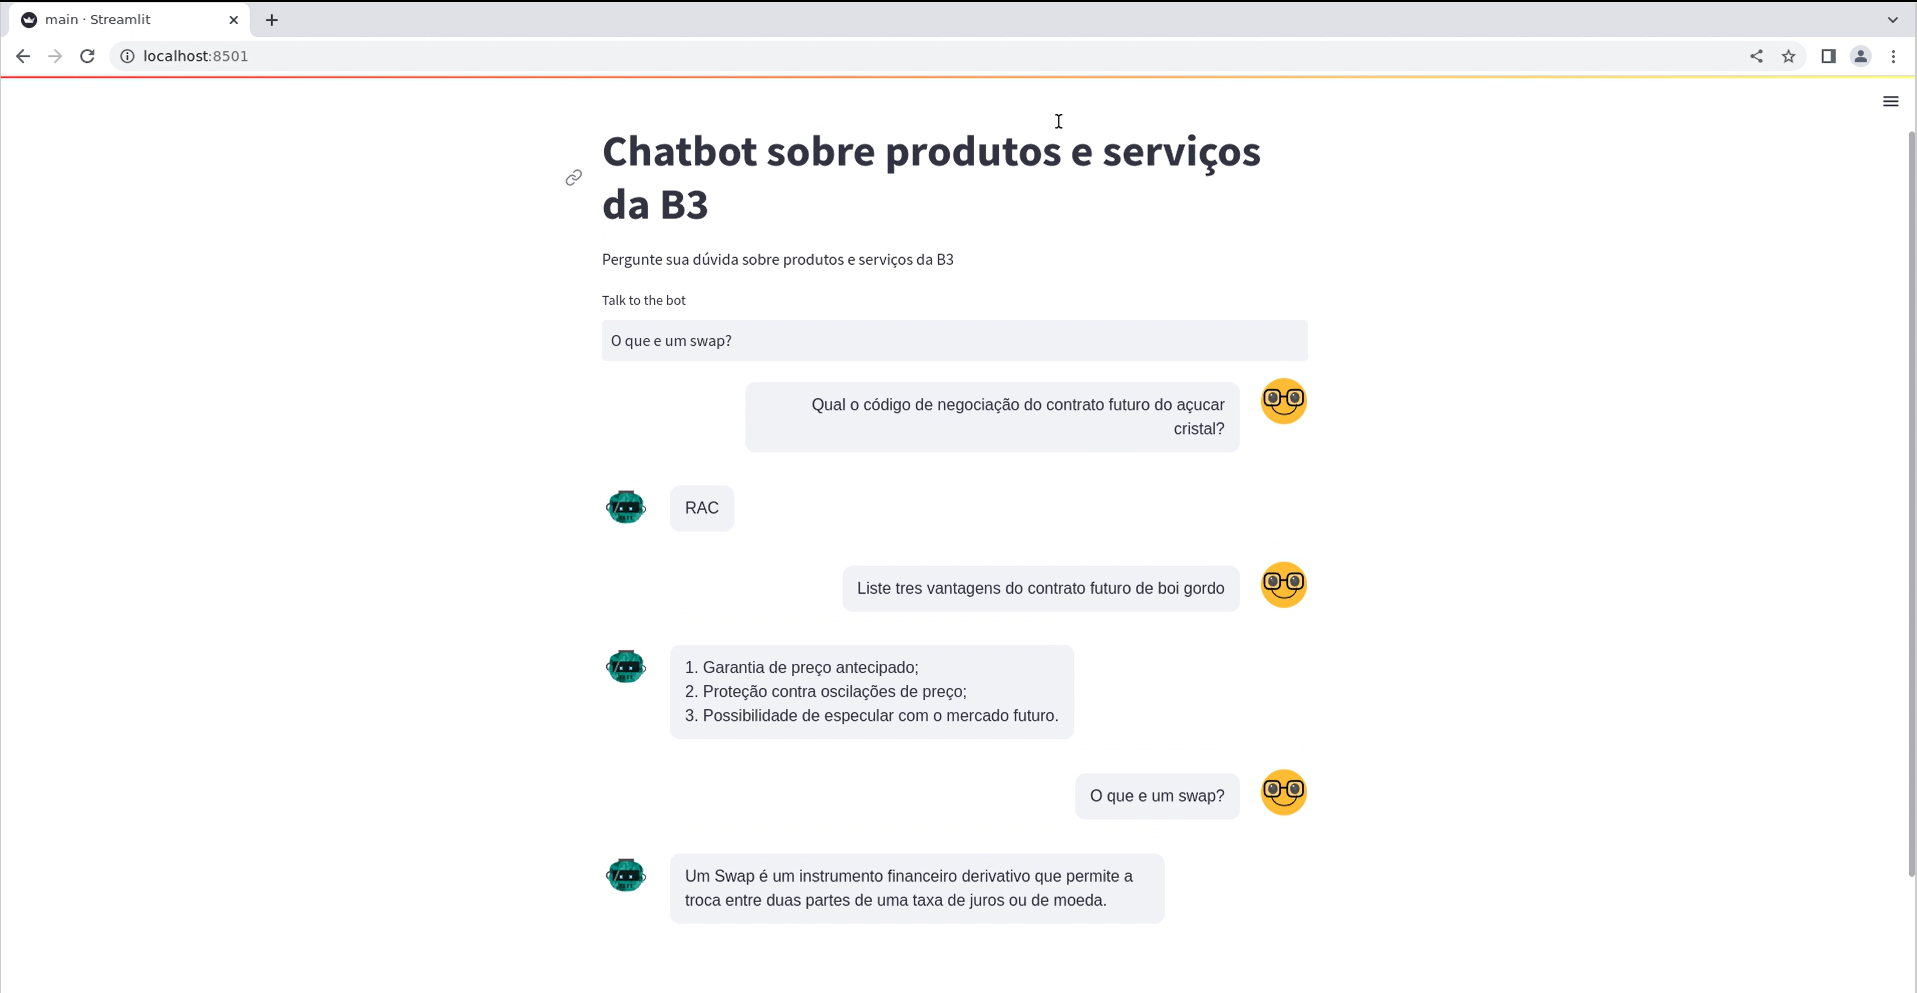 main · Streamlit
localhost:8501
Chatbot sobre produtos e serviços
da B3
Pergunte sua dúvida sobre produtos e serviços da B3
Talk to the bot
O que e um swap?
Qual o código de negociação do contrato futuro do açucar
cristal?
RAC
Liste tres vantagens do contrato futuro de boi gordo
1. Garantia de preço antecipado;
2. Proteção contra oscilações de preço;
3. Possibilidade de especular com o mercado futuro.
O que e um swap?
Um Swap é um instrumento financeiro derivativo que permite a
troca entre duas partes de uma taxa de juros ou de moeda.